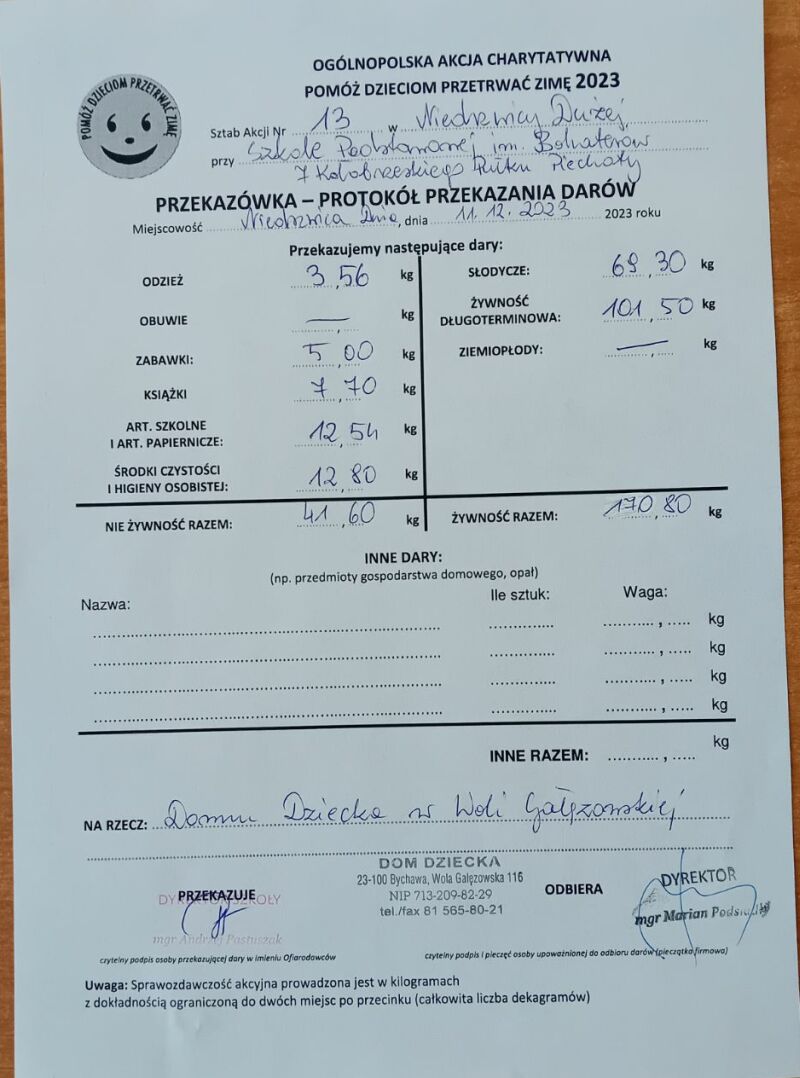 POMÓŻ DZIECIOM PRZETRWAĆ ZIMĘ
OGÓLNOPOLSKA AKCJA CHARYTATYWNA
POMÓŻ DZIECIOM PRZETRWAĆ ZIMĘ 2023
Sztab Akcji Nr 13 w Niedrzwicy Dużej
przy Szkole Podstawowej im. Bohaterów
7 Kołobrzeskiego Pułku Piechoty
PRZEKAZÓWKA – PROTOKÓŁ PRZEKAZANIA DARÓW
Miejscowość Niedrzwica Duża, dnia 11.12.2023 2023 roku
Przekazujemy następujące dary:
ODZIEŻ 3,56 kg
OBUWIE — kg
ZABAWKI: 5,00 kg
KSIĄŻKI 7,70 kg
ART. SZKOLNE
I ART. PAPIERNICZE: 12,54 kg
ŚRODKI CZYSTOŚCI
I HIGIENY OSOBISTEJ: 12,80 kg
NIE ŻYWNOŚĆ RAZEM: 41,60 kg
SŁODYCZE: 69,30 kg
ŻYWNOŚĆ
DŁUGOTERMINOWA: 101,50 kg
ZIEMIOPŁODY: — kg
ŻYWNOŚĆ RAZEM: 170,80 kg
INNE DARY:
(np. przedmioty gospodarstwa domowego, opał)
Nazwa: Ile sztuk: Waga:
kg
kg
kg
kg
INNE RAZEM: kg
NA RZECZ: Domu Dziecka w Woli Gałęzowskiej
DOM DZIECKA
23-100 Bychawa, Wola Gałęzowska 116
NIP 713-209-82-29
tel./fax 81 565-80-21
PRZEKAZUJE
DYREKTOR SZKOŁY
mgr Andrzej Pastuszak
czytelny podpis osoby przekazującej dary w imieniu Ofiarodawców
ODBIERA
DYREKTOR
mgr Marian Podsiadły
czytelny podpis i pieczęć osoby upoważnionej do odbioru darów (pieczątka firmowa)
Uwaga: Sprawozdawczość akcyjna prowadzona jest w kilogramach
z dokładnością ograniczoną do dwóch miejsc po przecinku (całkowita liczba dekagramów)